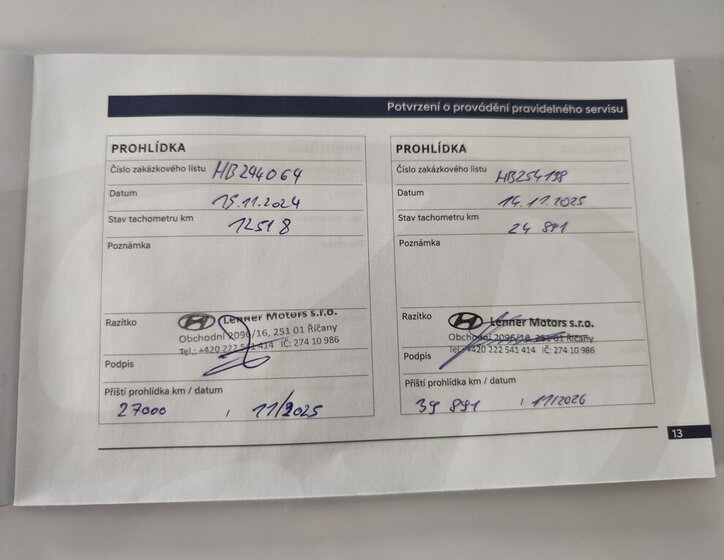 Potvrzení o provádění pravidelného servisu
PROHLÍDKA
Číslo zakázkového listu HB244064
Datum 15.11.2024
Stav tachometru km 12518
Poznámka
Razítko Lenner Motors s.r.o.
Obchodní 2096/16, 251 01 Říčany
Tel.: +420 222 541 414 IČ: 274 10 986
Podpis
Příští prohlídka km / datum
27000 / 11/2025
PROHLÍDKA
Číslo zakázkového listu HB254198
Datum 14.11.2025
Stav tachometru km 24 891
Poznámka
Razítko Lenner Motors s.r.o.
Obchodní 2096/16, 251 01 Říčany
Tel.: +420 222 541 414 IČ: 274 10 986
Podpis
Příští prohlídka km / datum
39 891 / 11/2026
13